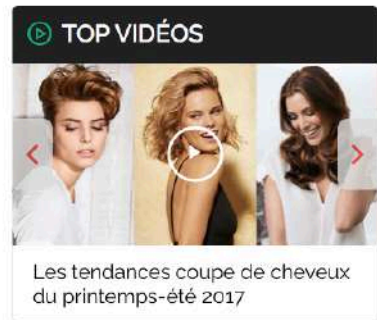 TOP VIDÉOS
Les tendances coupe de cheveux
du printemps-été 2017